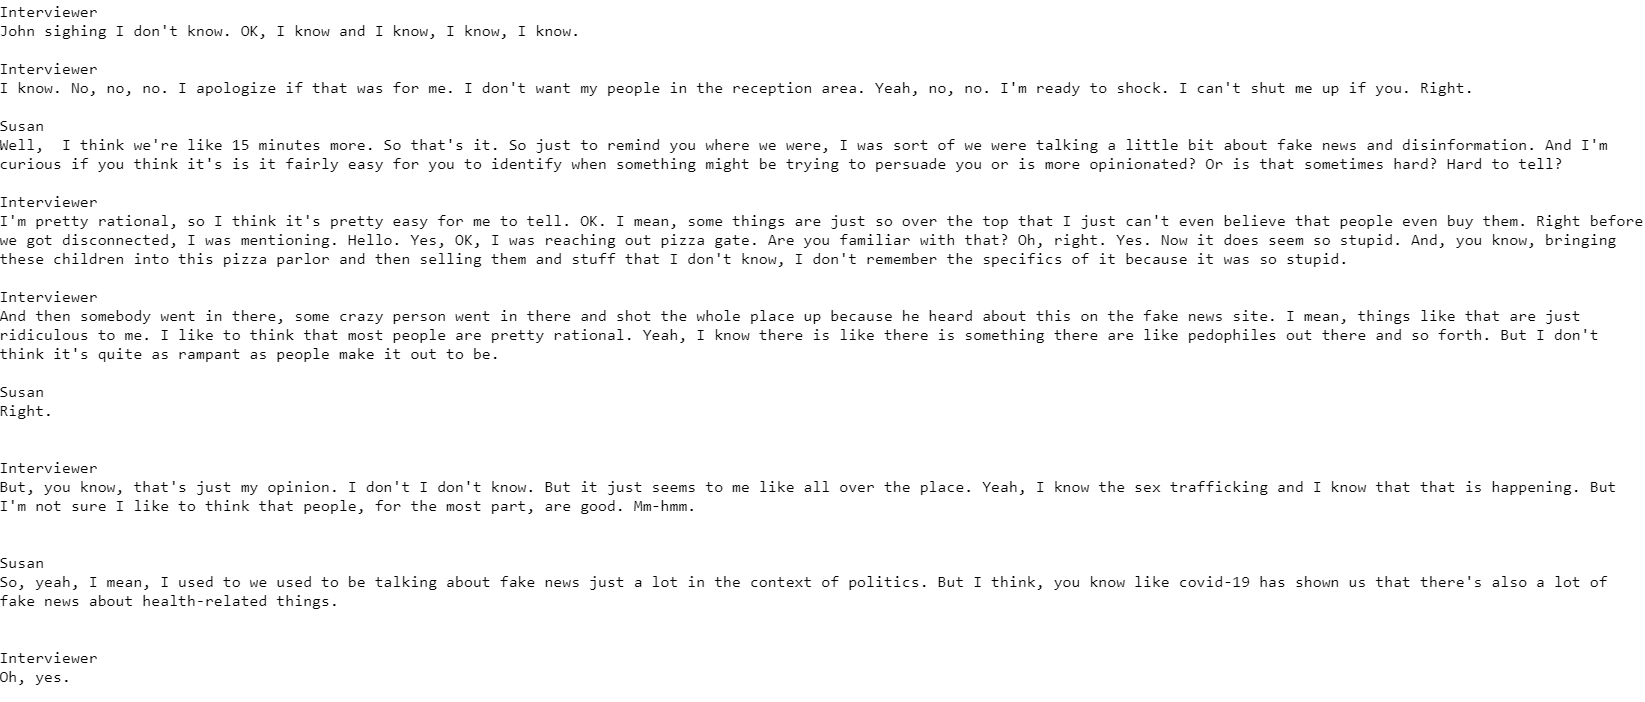 Interviewer
John sighing I don't know. OK, I know and I know, I know, I know.
Interviewer
I know. No, no, no. I apologize if that was for me. I don't want my people in the reception area. Yeah, no, no. I'm ready to shock. I can't shut me up if you. Right.
Susan
Well,  I think we're like 15 minutes more. So that's it. So just to remind you where we were, I was sort of we were talking a little bit about fake news and disinformation. And I'm
curious if you think it's is it fairly easy for you to identify when something might be trying to persuade you or is more opinionated? Or is that sometimes hard? Hard to tell?
Interviewer
I'm pretty rational, so I think it's pretty easy for me to tell. OK. I mean, some things are just so over the top that I just can't even believe that people even buy them. Right before
we got disconnected, I was mentioning. Hello. Yes, OK, I was reaching out pizza gate. Are you familiar with that? Oh, right. Yes. Now it does seem so stupid. And, you know, bringing
these children into this pizza parlor and then selling them and stuff that I don't know, I don't remember the specifics of it because it was so stupid.
Interviewer
And then somebody went in there, some crazy person went in there and shot the whole place up because he heard about this on the fake news site. I mean, things like that are just
ridiculous to me. I like to think that most people are pretty rational. Yeah, I know there is like there is something there are like pedophiles out there and so forth. But I don't
think it's quite as rampant as people make it out to be.
Susan
Right.
Interviewer
But, you know, that's just my opinion. I don't I don't know. But it just seems to me like all over the place. Yeah, I know the sex trafficking and I know that that is happening. But
I'm not sure I like to think that people, for the most part, are good. Mm-hmm.
Susan
So, yeah, I mean, I used to we used to be talking about fake news just a lot in the context of politics. But I think, you know like covid-19 has shown us that there's also a lot of
fake news about health-related things.
Interviewer
Oh, yes.